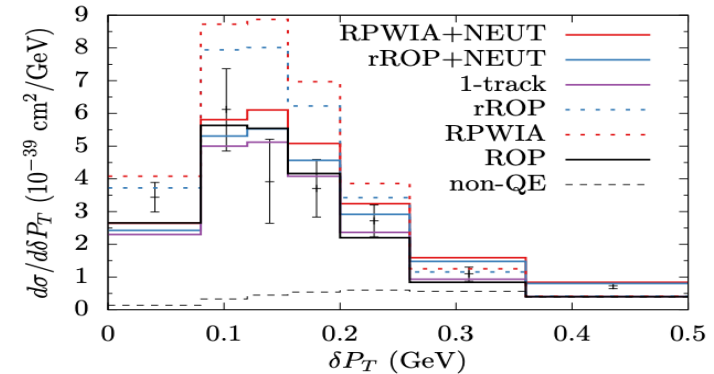 9
8
7
6
5
4
3
2
1
0
dσ/dδP_T (10^−39 cm^2/GeV)
RPWIA+NEUT
rROP+NEUT
1-track
rROP
RPWIA
ROP
non-QE
0 0.1 0.2 0.3 0.4 0.5
δP_T (GeV)